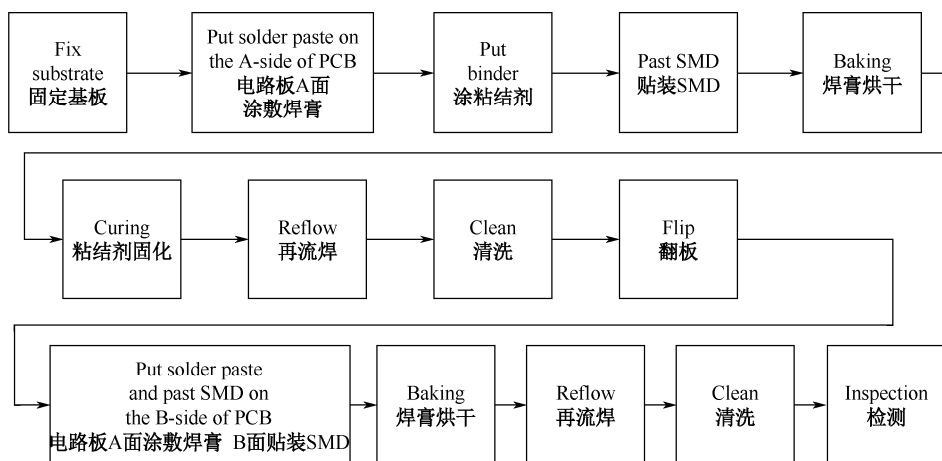 Fix
substrate
固定基板
Put solder paste on
the A-side of PCB
电路板A面
涂敷焊膏
Put
binder
涂粘结剂
Past SMD
贴装SMD
Baking
焊膏烘干
Curing
粘结剂固化
Reflow
再流焊
Clean
清洗
Flip
翻板
Put solder paste
and past SMD on
the B-side of PCB
电路板A面涂敷焊膏 B面贴装SMD
Baking
焊膏烘干
Reflow
再流焊
Clean
清洗
Inspection
检测